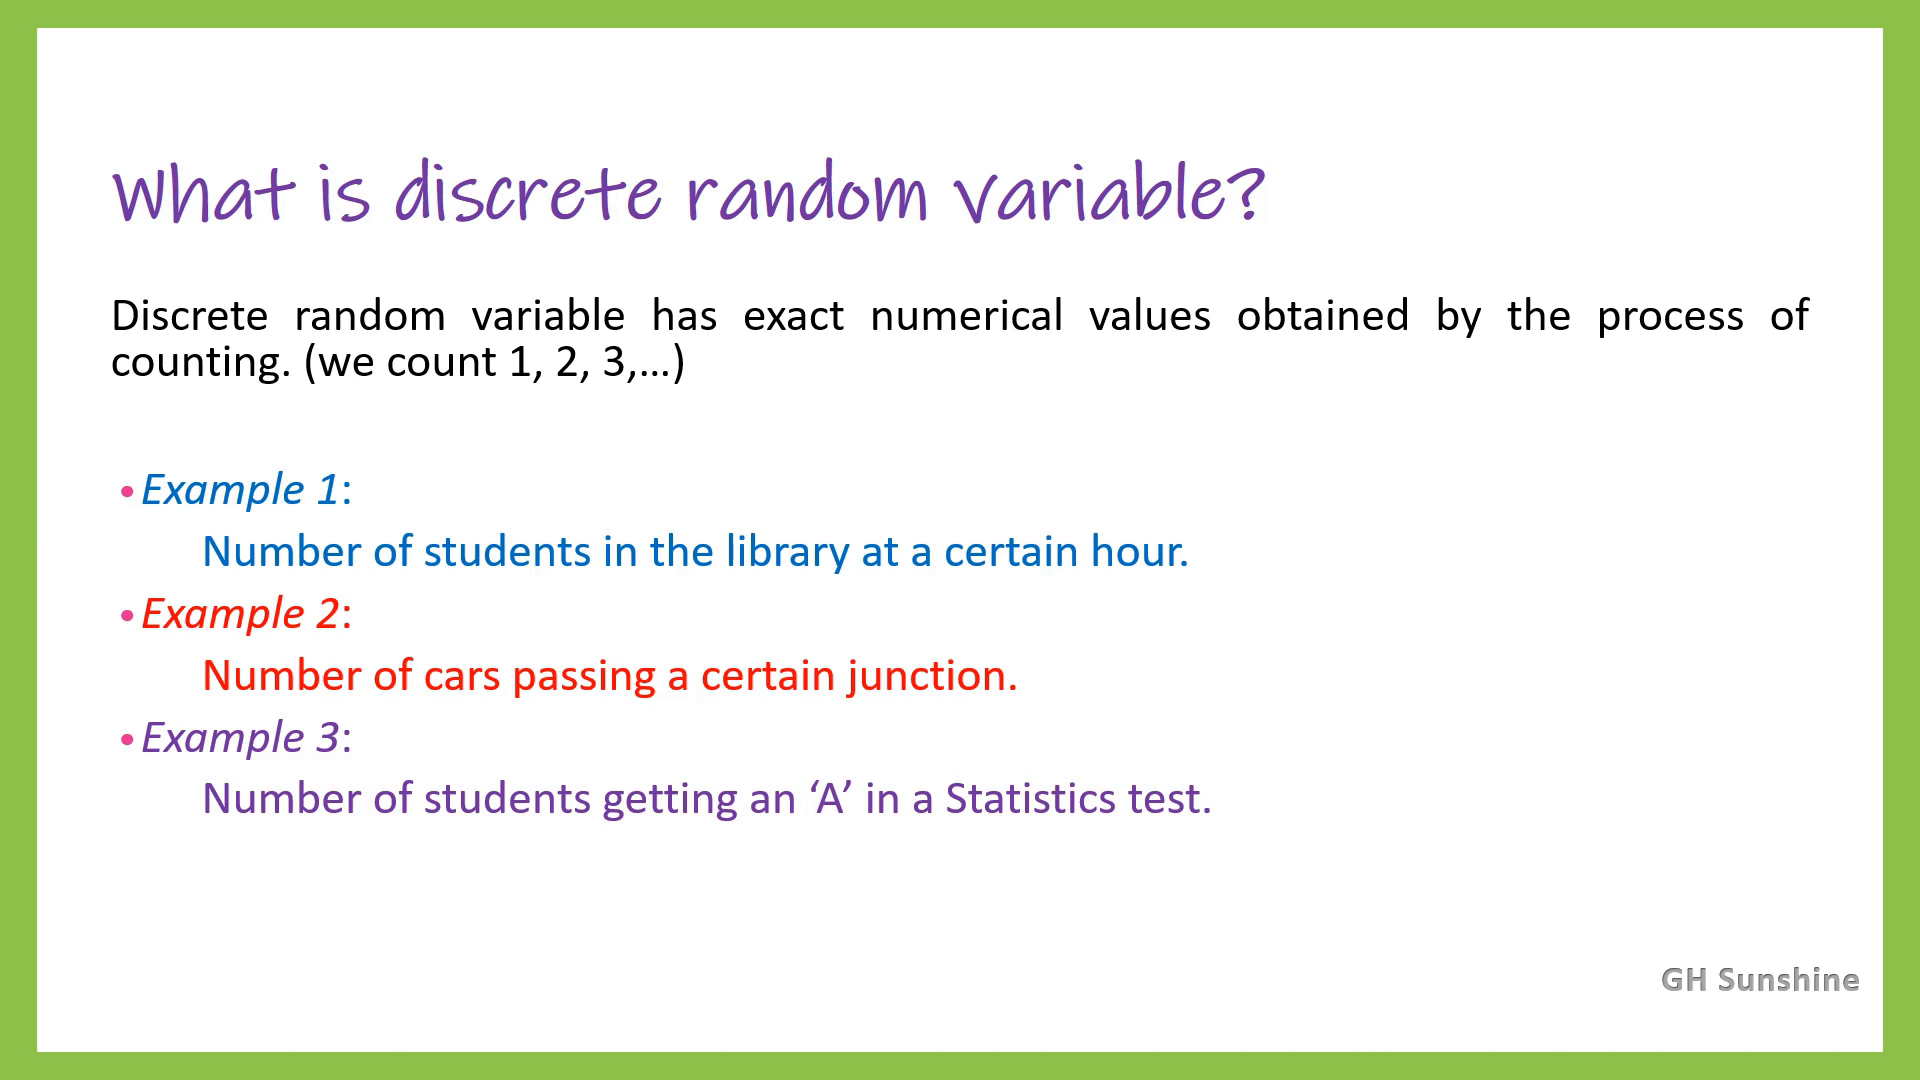 What is discrete random variable?
Discrete random variable has exact numerical values obtained by the process of
counting. (we count 1, 2, 3,...)
•Example 1:
Number of students in the library at a certain hour.
•Example 2:
Number of cars passing a certain junction.
•Example 3:
Number of students getting an ‘A’ in a Statistics test.
GH Sunshine